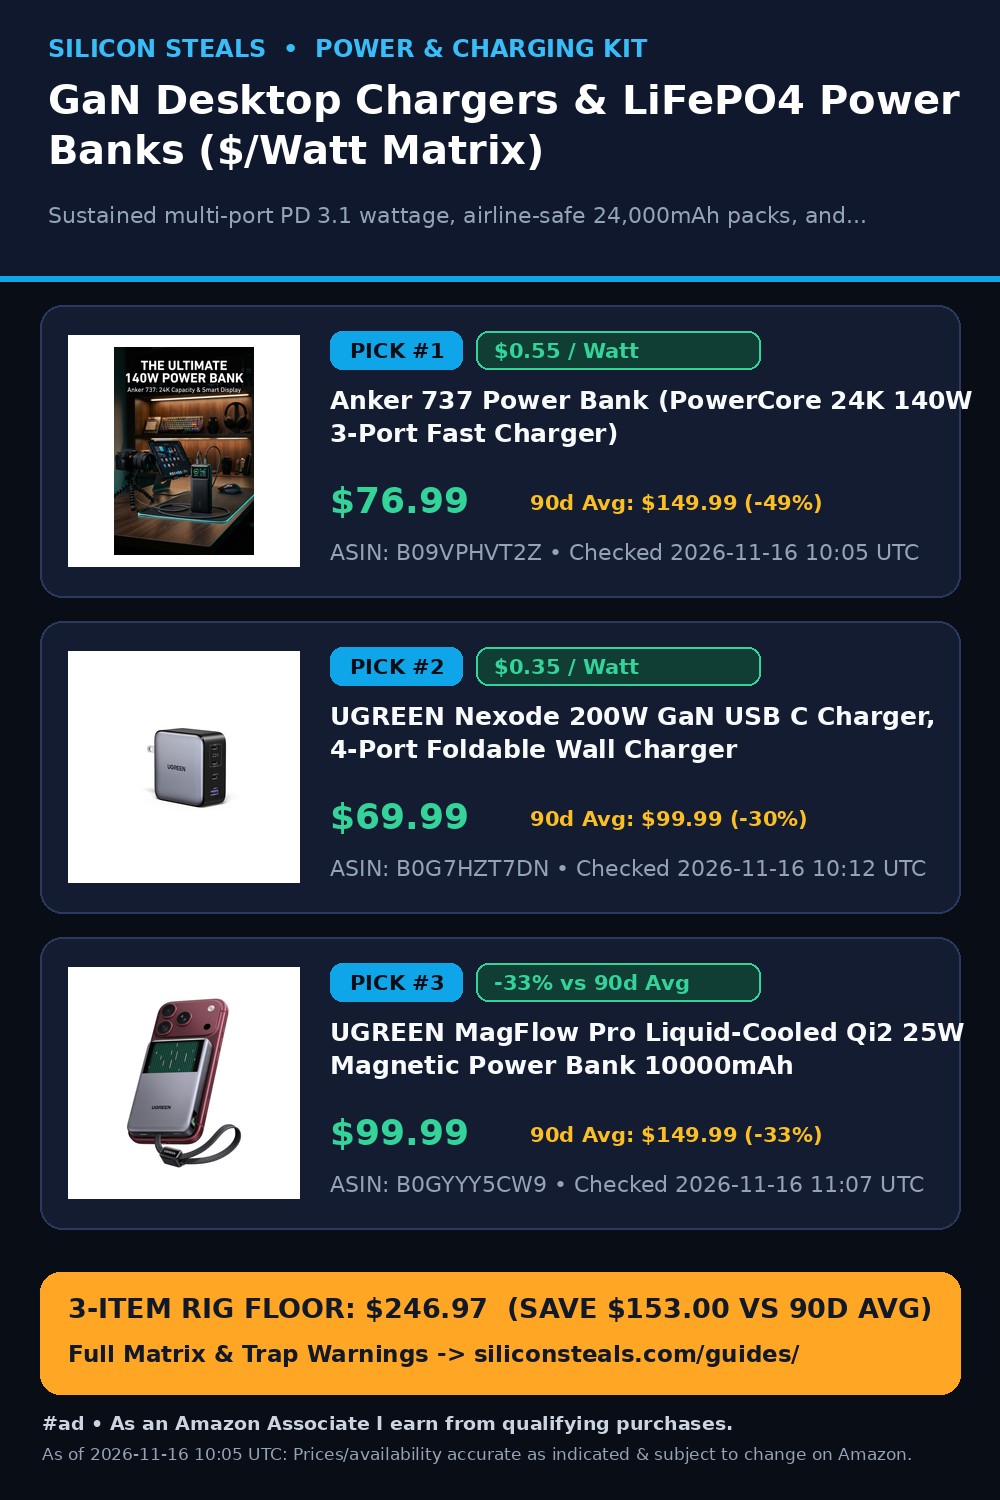 SILICON STEALS • POWER & CHARGING KIT
GaN Desktop Chargers & LiFePO4 Power
Banks ($/Watt Matrix)
Sustained multi-port PD 3.1 wattage, airline-safe 24,000mAh packs, and...
THE ULTIMATE
140W POWER BANK
Anker 737: 24K Capacity & Smart Display
PICK #1
$0.55 / Watt
Anker 737 Power Bank (PowerCore 24K 140W
3-Port Fast Charger)
$76.99
90d Avg: $149.99 (-49%)
ASIN: B09VPHVT2Z • Checked 2026-11-16 10:05 UTC
UGREEN
PICK #2
$0.35 / Watt
UGREEN Nexode 200W GaN USB C Charger,
4-Port Foldable Wall Charger
$69.99
90d Avg: $99.99 (-30%)
ASIN: B0G7HZT7DN • Checked 2026-11-16 10:12 UTC
UGREEN
PICK #3
-33% vs 90d Avg
UGREEN MagFlow Pro Liquid-Cooled Qi2 25W
Magnetic Power Bank 10000mAh
$99.99
90d Avg: $149.99 (-33%)
ASIN: B0GYYY5CW9 • Checked 2026-11-16 11:07 UTC
3-ITEM RIG FLOOR: $246.97 (SAVE $153.00 VS 90D AVG)
Full Matrix & Trap Warnings -> siliconsteals.com/guides/
#ad • As an Amazon Associate I earn from qualifying purchases.
As of 2026-11-16 10:05 UTC: Prices/availability accurate as indicated & subject to change on Amazon.